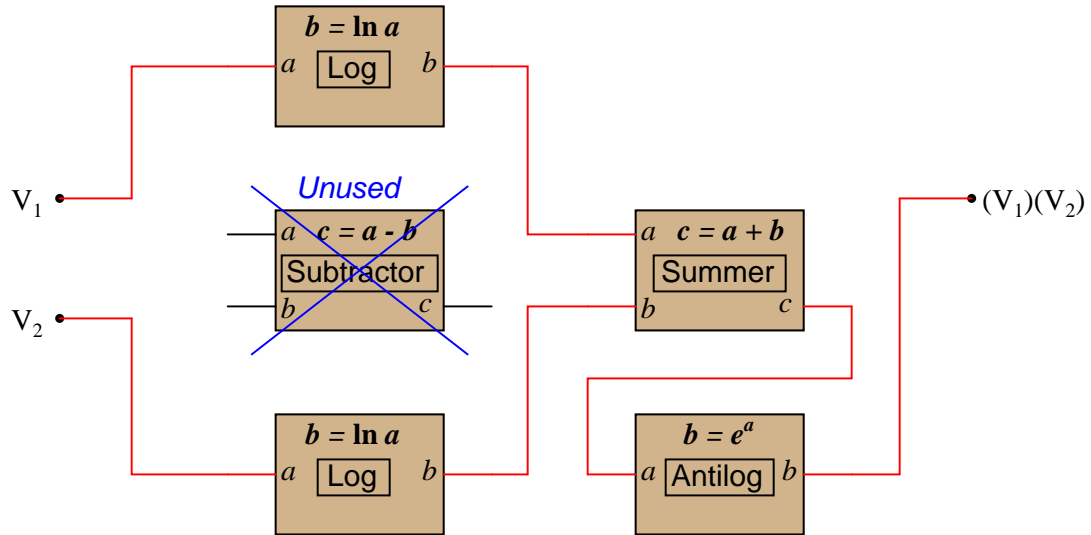 b = ln a
a Log b
V1
Unused
(V1)(V2)
a c = a - b
a c = a + b
Subtractor
Summer
b c
b c
V2
b = ln a
b = e^a
a Log b
a Antilog b